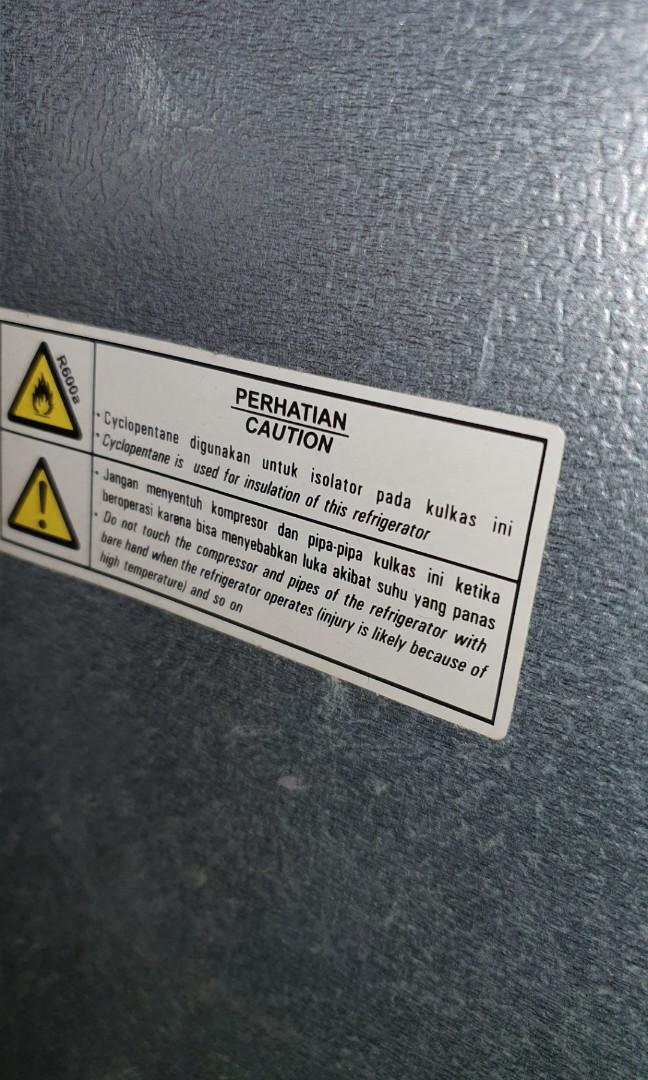 R600a
PERHATIAN
CAUTION
• Cyclopentane digunakan untuk isolator pada kulkas ini
• Cyclopentane is used for insulation of this refrigerator
• Jangan menyentuh kompresor dan pipa-pipa kulkas ini ketika
beroperasi karena bisa menyebabkan luka akibat suhu yang panas
• Do not touch the compressor and pipes of the refrigerator with
bare hand when the refrigerator operates (injury is likely because of
high temperature) and so on